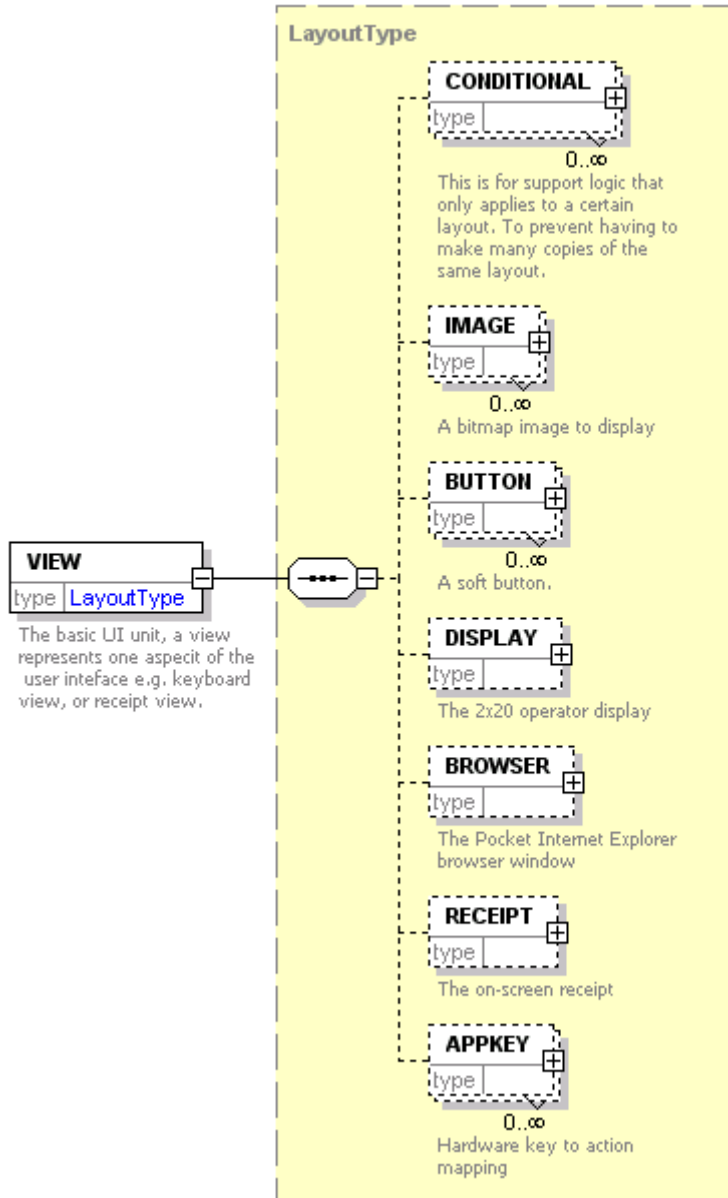 LayoutType
CONDITIONAL
type
0..∞
This is for support logic that
only applies to a certain
layout. To prevent having to
make many copies of the
same layout.
IMAGE
type
0..∞
A bitmap image to display
BUTTON
type
0..∞
A soft button.
VIEW
type LayoutType
The basic UI unit, a view
represents one aspecit of the
user inteface e.g. keyboard
view, or receipt view.
DISPLAY
type
The 2x20 operator display
BROWSER
type
The Pocket Internet Explorer
browser window
RECEIPT
type
The on-screen receipt
APPKEY
type
0..∞
Hardware key to action
mapping